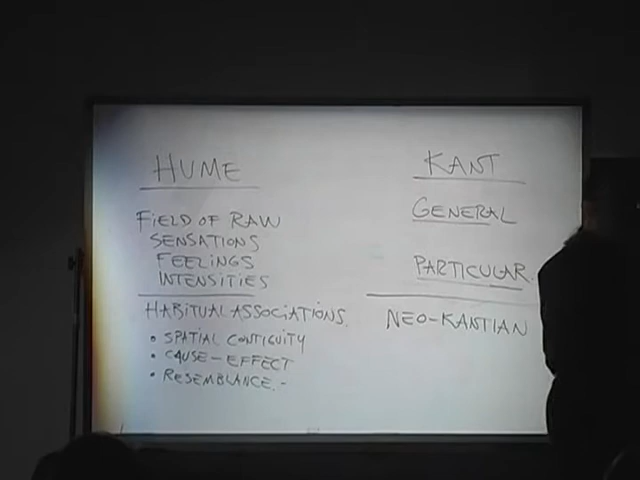 HUME
FIELD OF RAW
SENSATIONS
FEELINGS
INTENSITIES
HABITUAL ASSOCIATIONS.
• SPATIAL CONTIGUITY
• CAUSE-EFFECT
• RESEMBLANCE.-
KANT
GENERAL
PARTICULAR.
NEO-KANTIAN